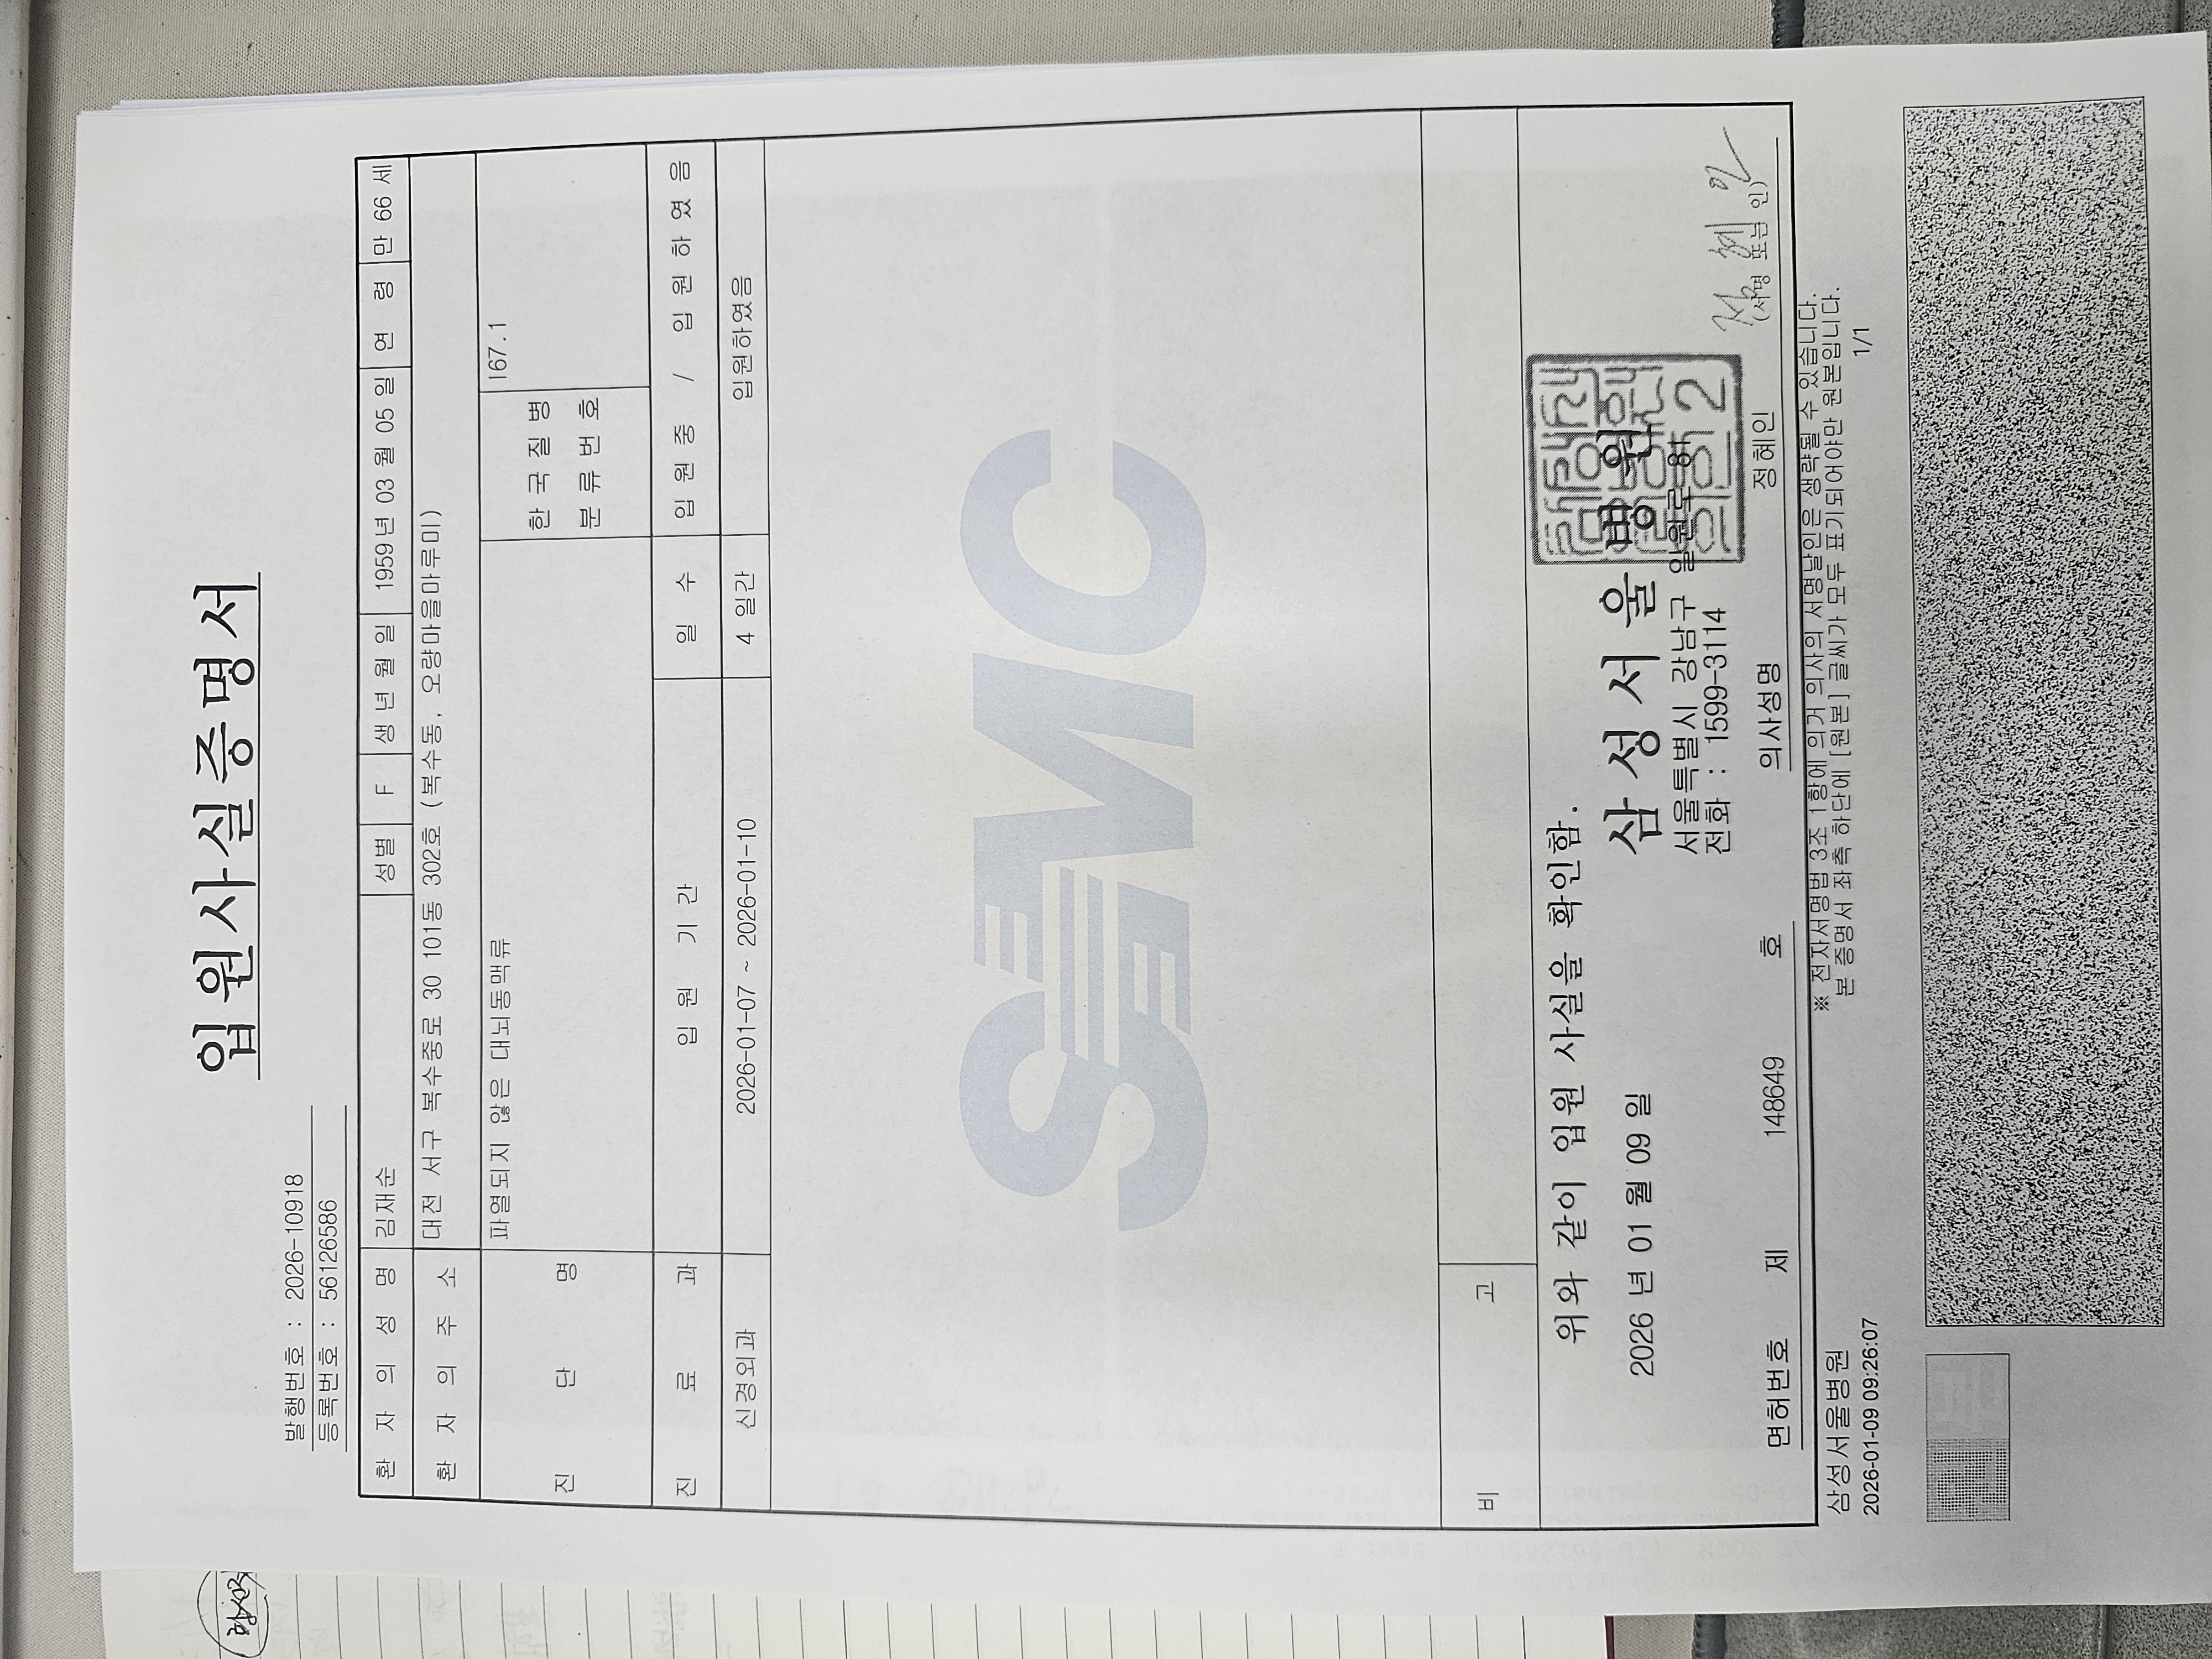 입원사실증명서
발행번호 : 2026-10918
등록번호 : 56126586
환 자 의 성 명 김재순 성별 F 생년월일 1959년 03 월 05 일 연 령 만 66 세
환 자 의 주 소 대전 서구 복수중로 30 101동 302호 (복수동, 오량마을마루미)
진 단 명 파열되지 않은 대뇌동맥류 한국질병 분류번호 I67.1
진 료 과 입 원 기 간 일 수 입원중 / 입원하였음
신경외과 2026-01-07 ~ 2026-01-10 4 일간 입원하였음
SMC
비 고
위와 같이 입원 사실을 확인함.
2026 년 01 월 09 일
삼성서울병원
서울특별시 강남구 일원로 81
전화 : 1599-3114
면허번호 제 148649 호 의사성명 정혜인 (서명 또는 인)
※ 전자서명법 3조 1항에 의거 의사의 서명날인은 생략될 수 있습니다.
본 증명서 좌측 하단에 [원본] 글씨가 모두 표기되어야만 원본입니다.
1/1
삼성서울병원
2026-01-09 09:26:07